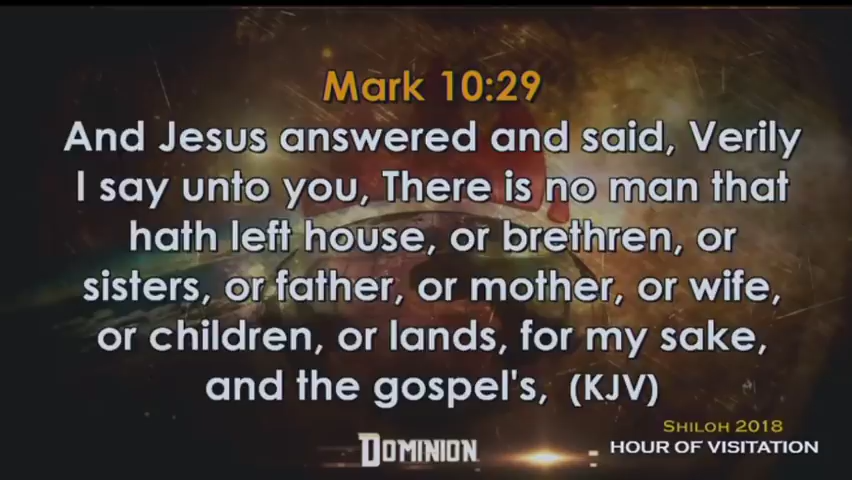 Mark 10:29
And Jesus answered and said, Verily
I say unto you, There is no man that
hath left house, or brethren, or
sisters, or father, or mother, or wife,
or children, or lands, for my sake,
and the gospel's, (KJV)
SHILOH 2018
DOMINION
HOUR OF VISITATION